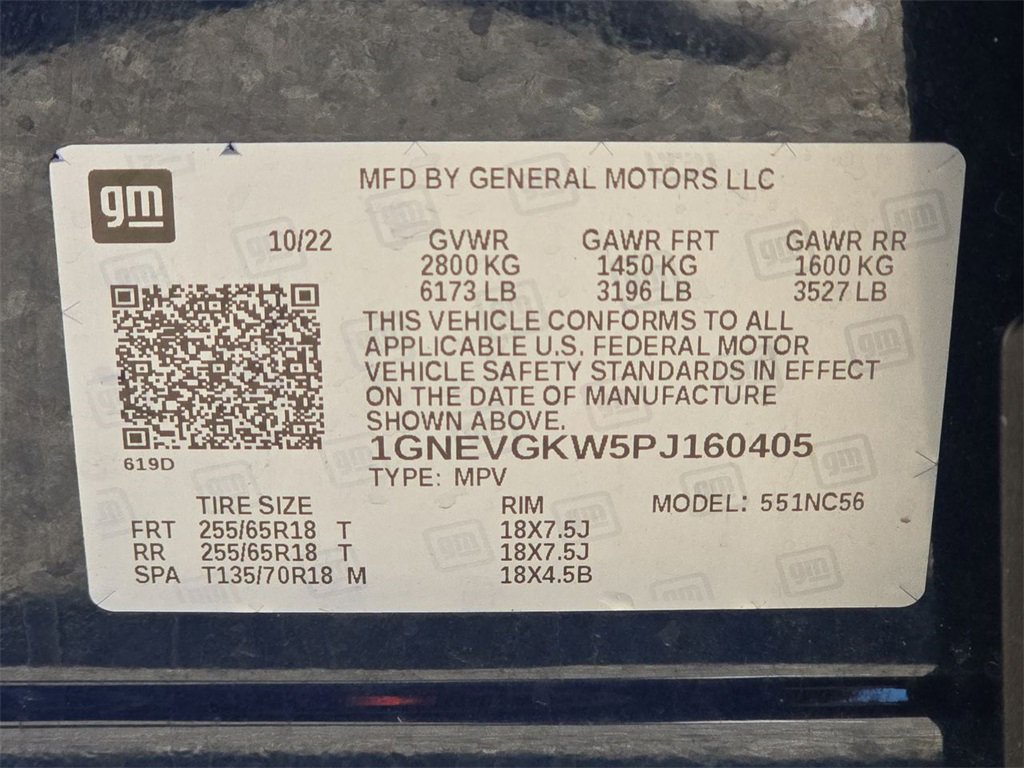 gm
MFD BY GENERAL MOTORS LLC
10/22 GVWR GAWR FRT GAWR RR
2800 KG 1450 KG 1600 KG
6173 LB 3196 LB 3527 LB
THIS VEHICLE CONFORMS TO ALL
APPLICABLE U.S. FEDERAL MOTOR
VEHICLE SAFETY STANDARDS IN EFFECT
ON THE DATE OF MANUFACTURE
SHOWN ABOVE.
1GNEVGKW5PJ160405
619D
TYPE: MPV
TIRE SIZE RIM MODEL: 551NC56
FRT 255/65R18 T 18X7.5J
RR 255/65R18 T 18X7.5J
SPA T135/70R18 M 18X4.5B